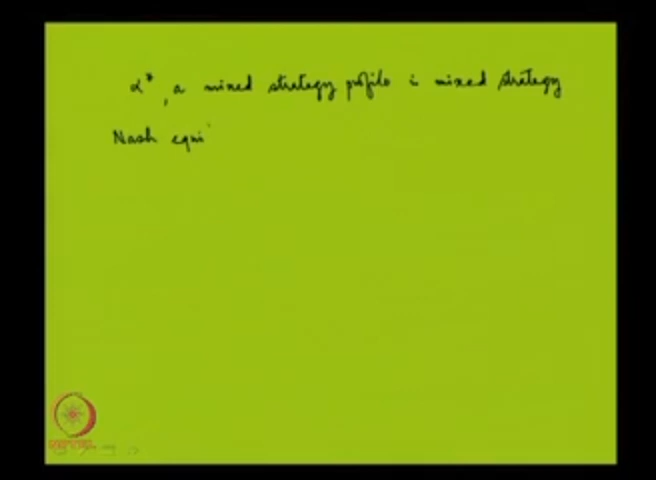 α*, a mixed strategy profile is mixed strategy
Nash equi